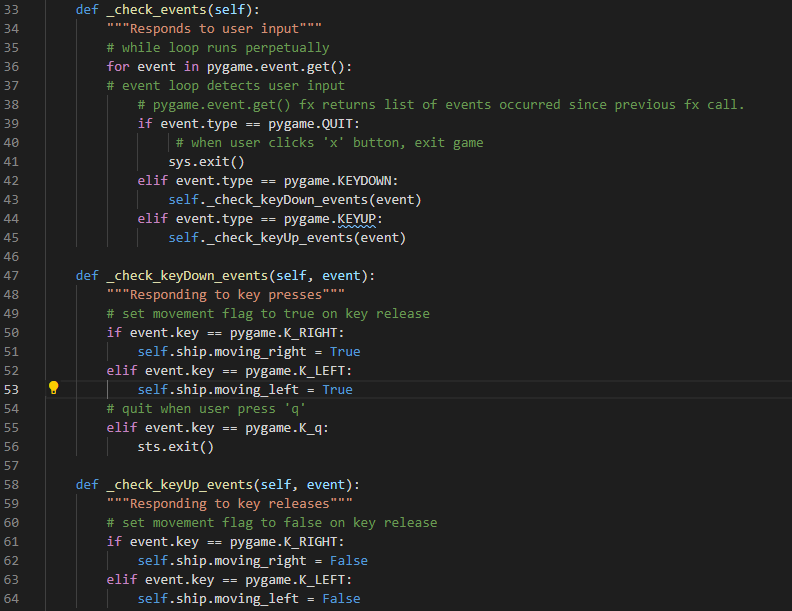 33 def _check_events(self):
34 """Responds to user input"""
35 # while loop runs perpetually
36 for event in pygame.event.get():
37 # event loop detects user input
38 # pygame.event.get() fx returns list of events occurred since previous fx call.
39 if event.type == pygame.QUIT:
40 # when user clicks 'x' button, exit game
41 sys.exit()
42 elif event.type == pygame.KEYDOWN:
43 self._check_keyDown_events(event)
44 elif event.type == pygame.KEYUP:
45 self._check_keyUp_events(event)
46
47 def _check_keyDown_events(self, event):
48 """Responding to key presses"""
49 # set movement flag to true on key release
50 if event.key == pygame.K_RIGHT:
51 self.ship.moving_right = True
52 elif event.key == pygame.K_LEFT:
53 self.ship.moving_left = True
54 # quit when user press 'q'
55 elif event.key == pygame.K_q:
56 sts.exit()
57
58 def _check_keyUp_events(self, event):
59 """Responding to key releases"""
60 # set movement flag to false on key release
61 if event.key == pygame.K_RIGHT:
62 self.ship.moving_right = False
63 elif event.key == pygame.K_LEFT:
64 self.ship.moving_left = False